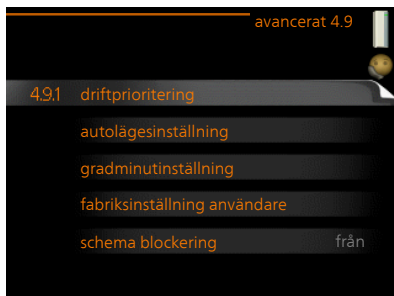 avancerat 4.9
4.9.1 driftprioritering
autolägesinställning
gradminutinställning
fabriksinställning användare
schema blockering från